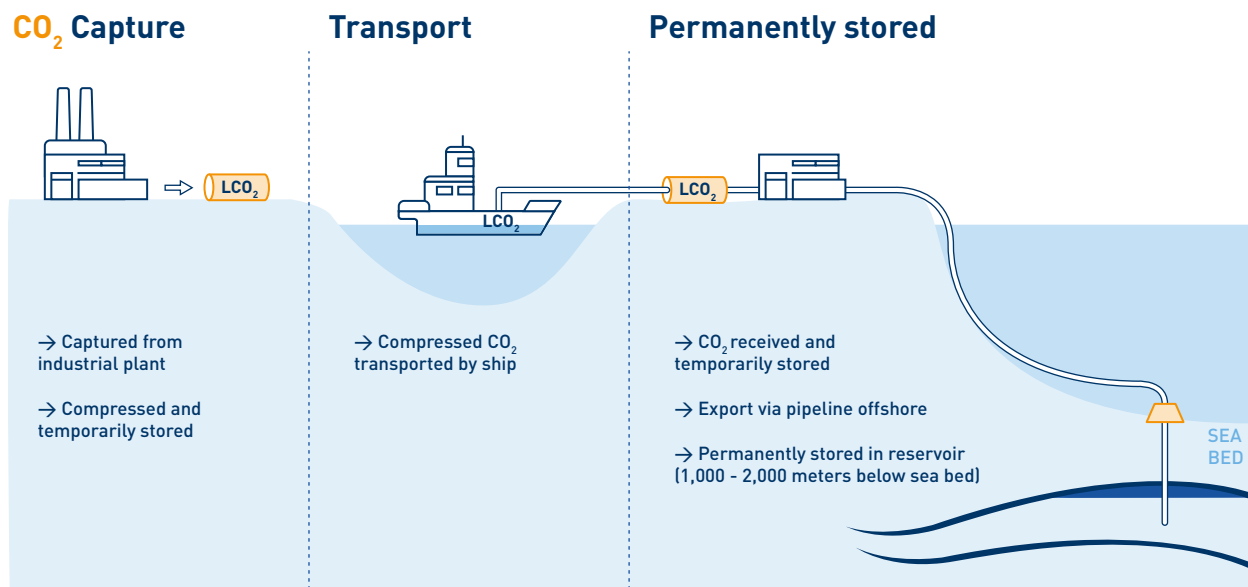 CO₂ Capture
LCO₂
→ Captured from
industrial plant
→ Compressed and
temporarily stored
Transport
LCO₂
→ Compressed CO₂
transported by ship
Permanently stored
LCO₂
→ CO₂ received and
temporarily stored
→ Export via pipeline offshore
→ Permanently stored in reservoir
(1,000 - 2,000 meters below sea bed)
SEA
BED